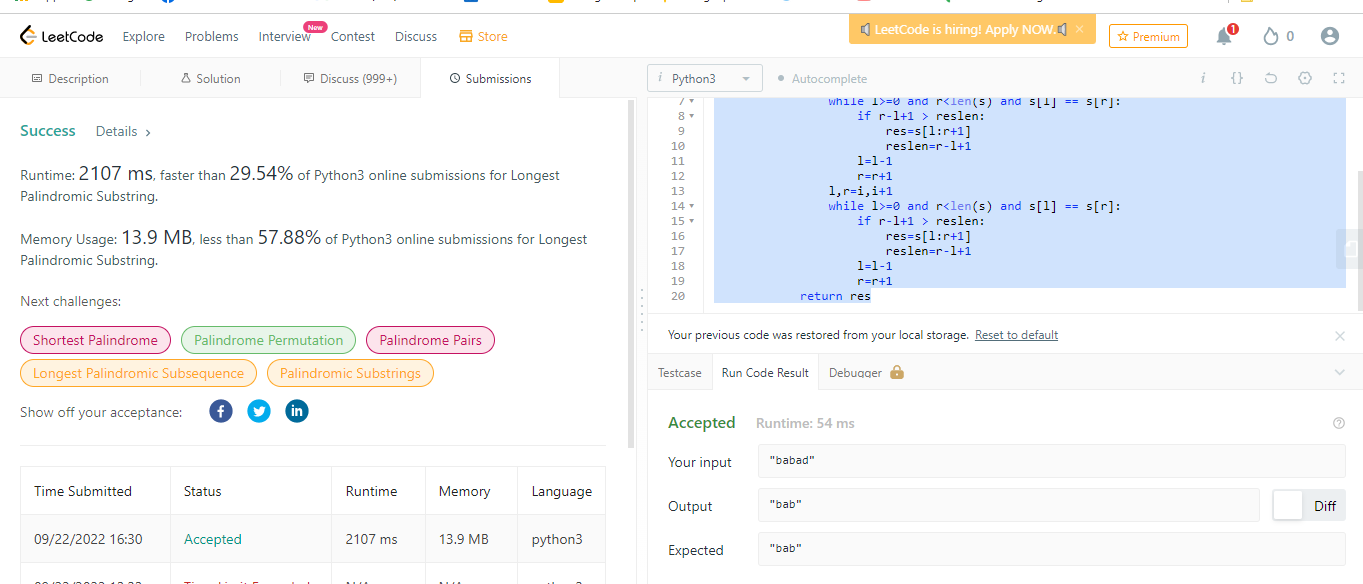 LeetCode Explore Problems Interview New Contest Discuss Store LeetCode is hiring! Apply NOW. × Premium 1 0
Description Solution Discuss (999+) Submissions
i Python3 Autocomplete i {}
Success Details >
Runtime: 2107 ms, faster than 29.54% of Python3 online submissions for Longest
Palindromic Substring.
Memory Usage: 13.9 MB, less than 57.88% of Python3 online submissions for Longest
Palindromic Substring.
Next challenges:
Shortest Palindrome Palindrome Permutation Palindrome Pairs
Longest Palindromic Subsequence Palindromic Substrings
Show off your acceptance: f in
Time Submitted Status Runtime Memory Language
09/22/2022 16:30 Accepted 2107 ms 13.9 MB python3
7 while l>=0 and r<len(s) and s[l] == s[r]:
8 if r-l+1 > reslen:
9 res=s[l:r+1]
10 reslen=r-l+1
11 l=l-1
12 r=r+1
13 l,r=i,i+1
14 while l>=0 and r<len(s) and s[l] == s[r]:
15 if r-l+1 > reslen:
16 res=s[l:r+1]
17 reslen=r-l+1
18 l=l-1
19 r=r+1
20 return res
Your previous code was restored from your local storage. Reset to default ×
Testcase Run Code Result Debugger
Accepted Runtime: 54 ms ?
Your input "babad"
Output "bab" Diff
Expected "bab"